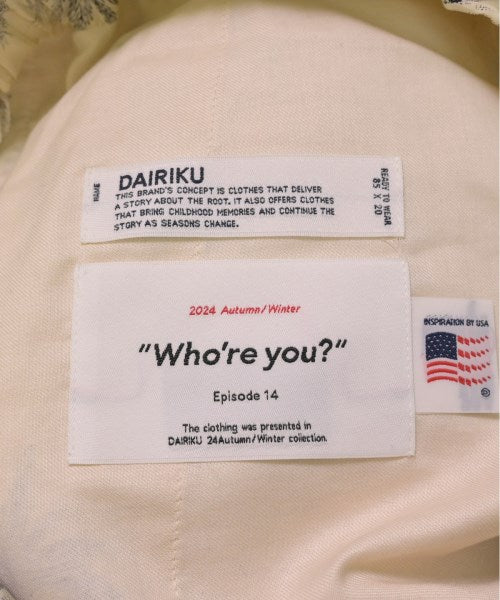 NAME
DAIRIKU
THIS BRAND'S CONCEPT IS CLOTHES THAT DELIVER
A STORY ABOUT THE ROOT. IT ALSO OFFERS CLOTHES
THAT BRING CHILDHOOD MEMORIES AND CONTINUE THE
STORY AS SEASONS CHANGE.
READY TO WEAR
85 X 20
2024 Autumn/Winter
"Who're you?"
Episode 14
The clothing was presented in
DAIRIKU 24Autumn/Winter collection.
INSPIRATION BY USA
®